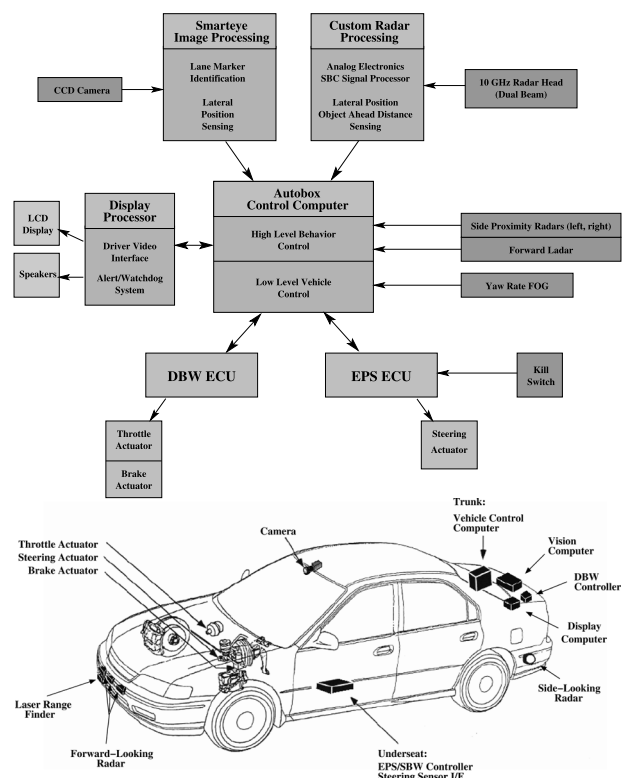 Smarteye
Image Processing
Lane Marker
Identification
Lateral
Position
Sensing
Custom Radar
Processing
Analog Electronics
SBC Signal Processor
Lateral Position
Object Ahead Distance
Sensing
CCD Camera
10 GHz Radar Head
(Dual Beam)
Autobox
Control Computer
High Level Behavior
Control
Low Level Vehicle
Control
Display
Processor
Driver Video
Interface
Alert/Watchdog
System
LCD
Display
Speakers
Side Proximity Radars (left, right)
Forward Ladar
Yaw Rate FOG
DBW ECU
EPS ECU
Kill
Switch
Throttle
Actuator
Brake
Actuator
Steering
Actuator
Trunk:
Vehicle Control
Computer
Camera
Vision
Computer
Throttle Actuator
Steering Actuator
Brake Actuator
DBW
Controller
Display
Computer
Side–Looking
Radar
Laser Range
Finder
Forward–Looking
Radar
Underseat:
EPS/SBW Controller
Steering Sensor I/F